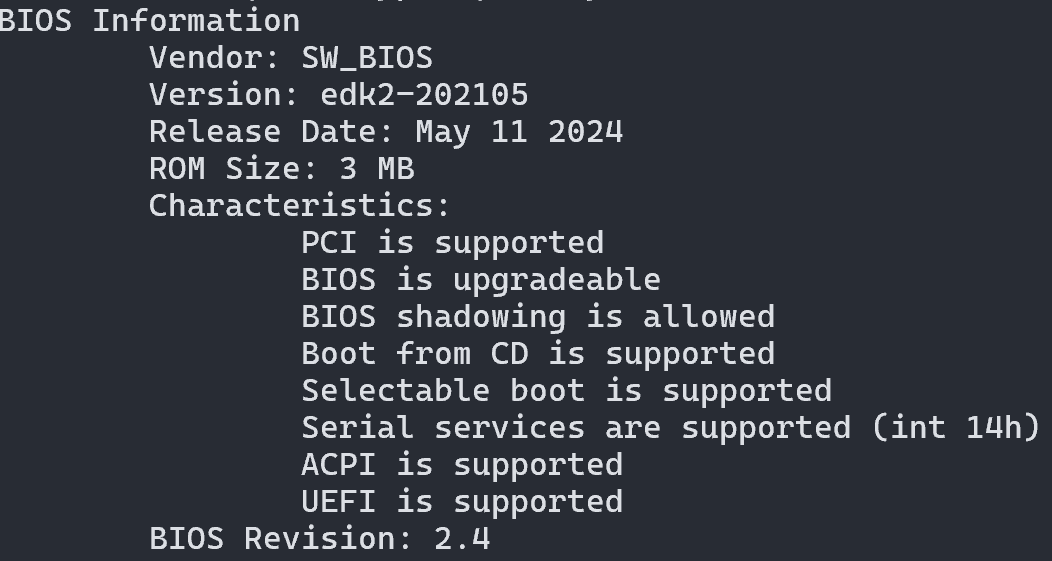 BIOS Information
Vendor: SW_BIOS
Version: edk2-202105
Release Date: May 11 2024
ROM Size: 3 MB
Characteristics:
PCI is supported
BIOS is upgradeable
BIOS shadowing is allowed
Boot from CD is supported
Selectable boot is supported
Serial services are supported (int 14h)
ACPI is supported
UEFI is supported
BIOS Revision: 2.4